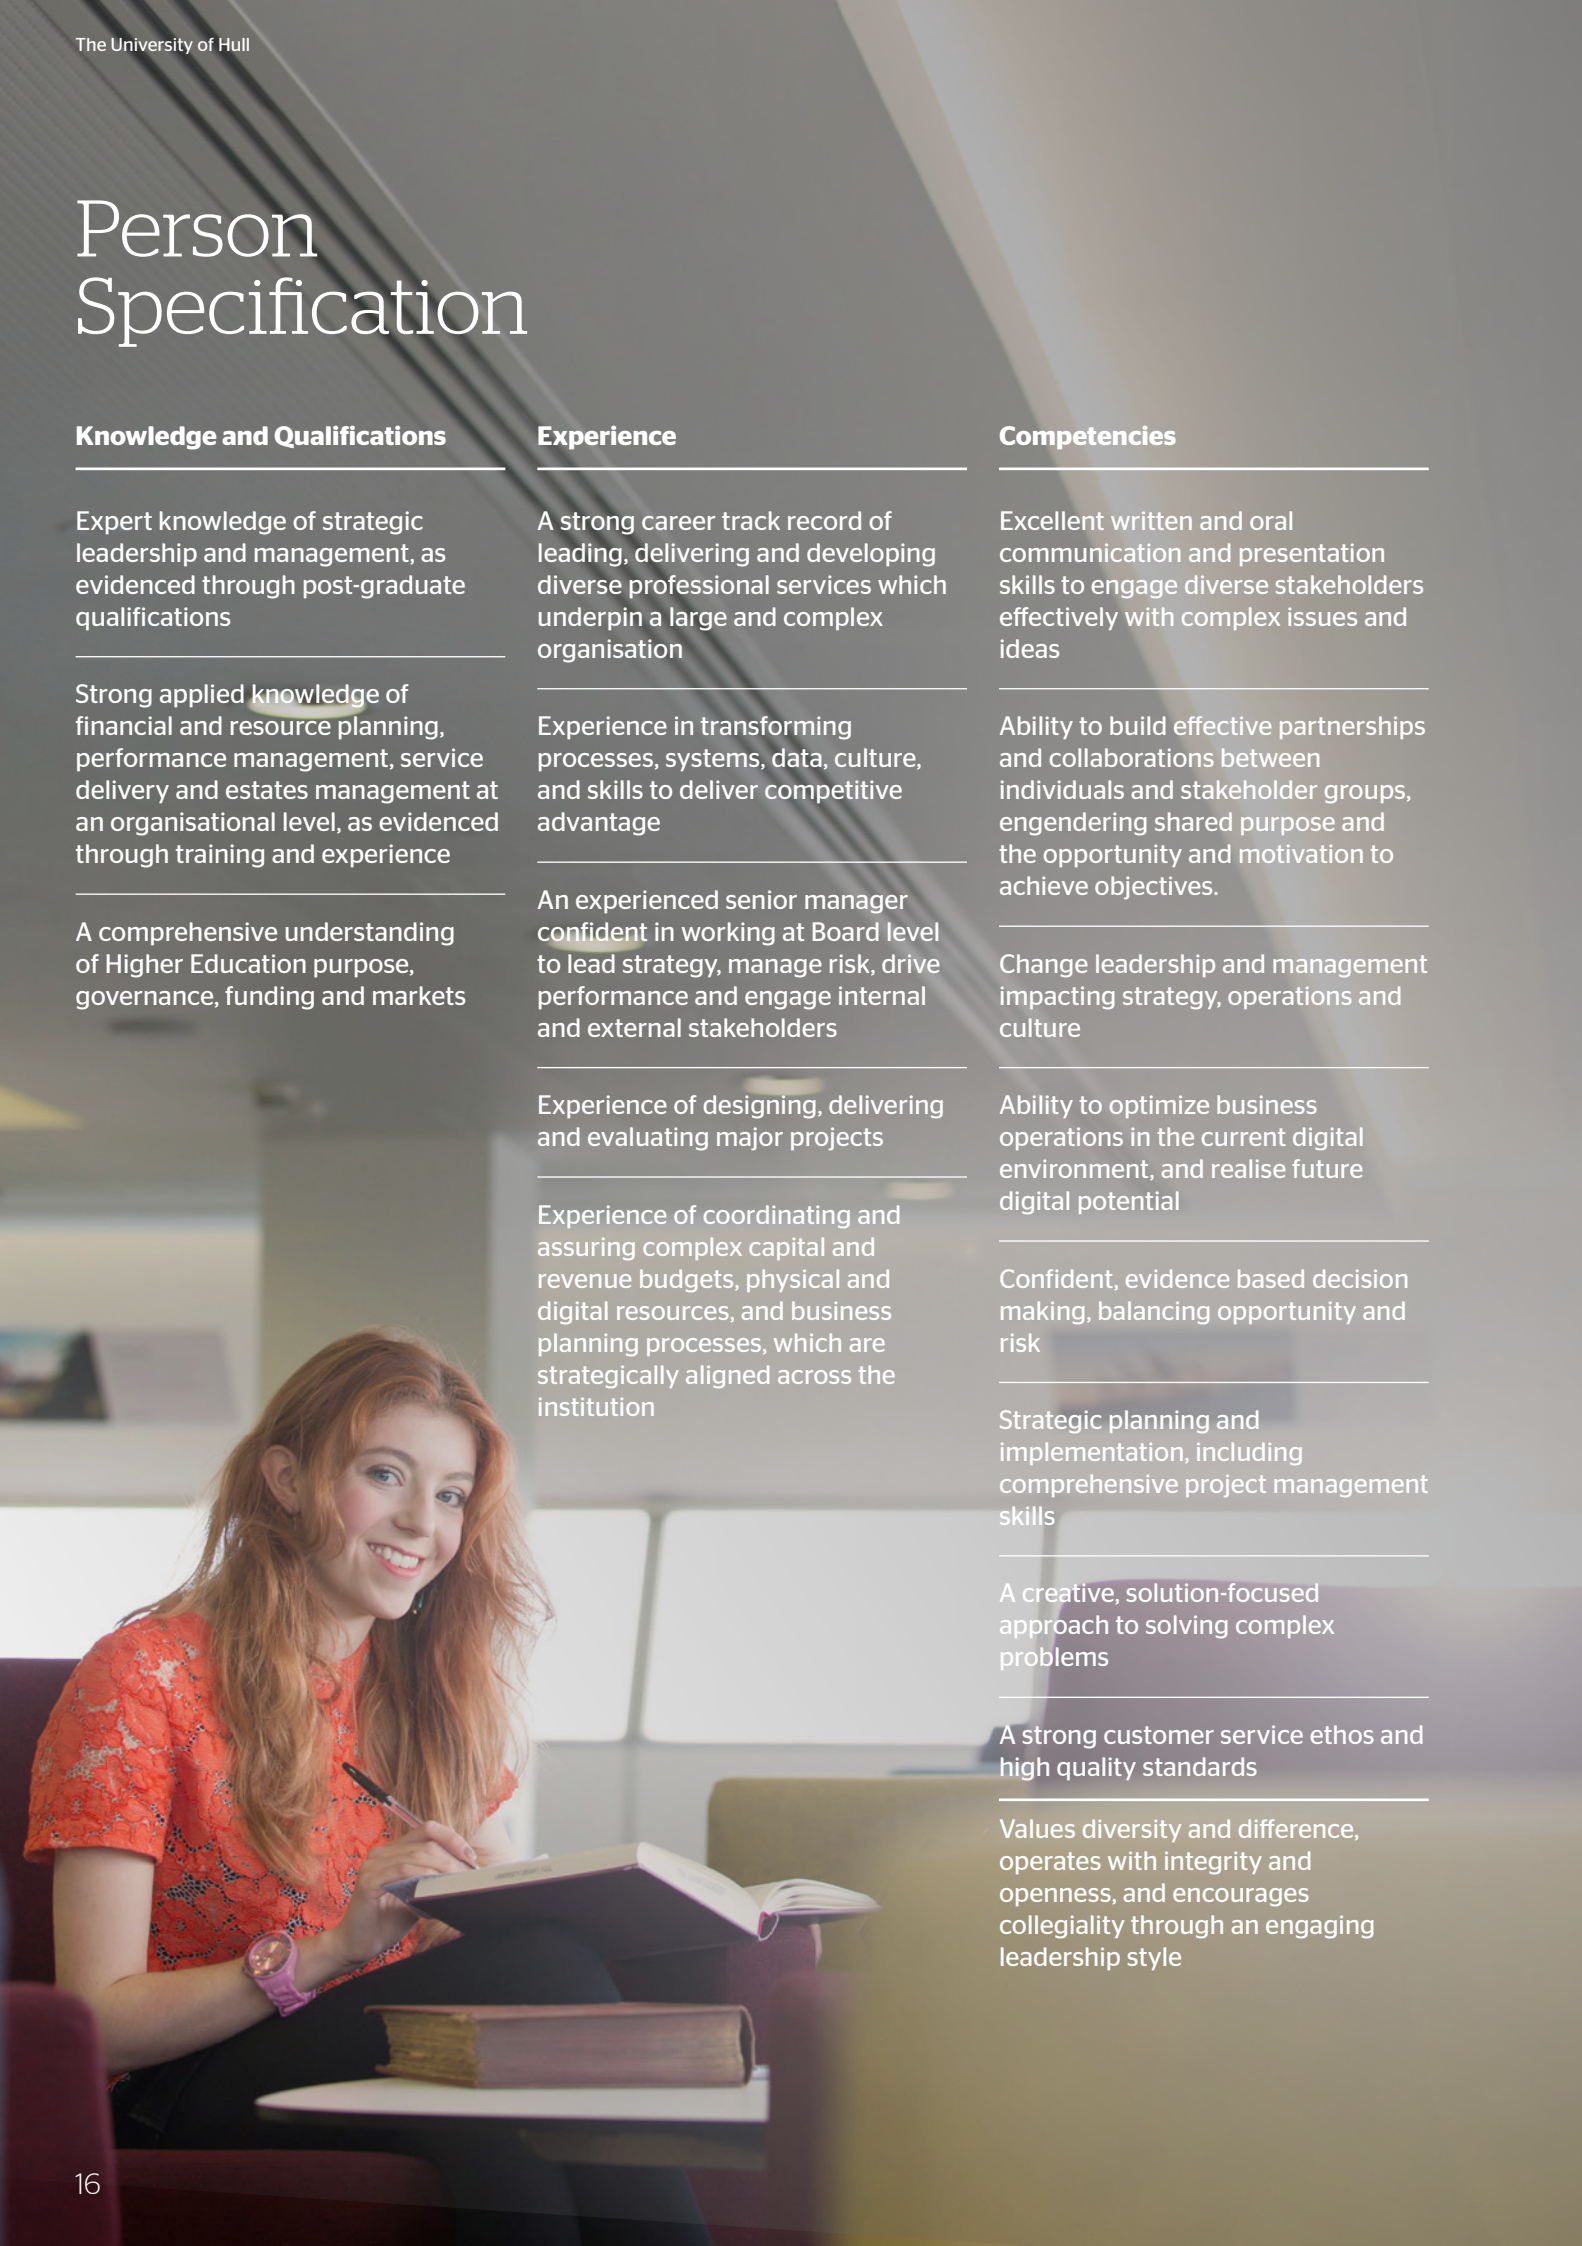 The University of Hull
Person
Specification
Knowledge and Qualifications
Expert knowledge of strategic
leadership and management, as
evidenced through post-graduate
qualifications
Strong applied knowledge of
financial and resource planning,
performance management, service
delivery and estates management at
an organisational level, as evidenced
through training and experience
A comprehensive understanding
of Higher Education purpose,
governance, funding and markets
Experience
A strong career track record of
leading, delivering and developing
diverse professional services which
underpin a large and complex
organisation
Experience in transforming
processes, systems, data, culture,
and skills to deliver competitive
advantage
An experienced senior manager
confident in working at Board level
to lead strategy, manage risk, drive
performance and engage internal
and external stakeholders
Experience of designing, delivering
and evaluating major projects
Experience of coordinating and
assuring complex capital and
revenue budgets, physical and
digital resources, and business
planning processes, which are
strategically aligned across the
institution
Competencies
Excellent written and oral
communication and presentation
skills to engage diverse stakeholders
effectively with complex issues and
ideas
Ability to build effective partnerships
and collaborations between
individuals and stakeholder groups,
engendering shared purpose and
the opportunity and motivation to
achieve objectives.
Change leadership and management
impacting strategy, operations and
culture
Ability to optimize business
operations in the current digital
environment, and realise future
digital potential
Confident, evidence based decision
making, balancing opportunity and
risk
Strategic planning and
implementation, including
comprehensive project management
skills
A creative, solution-focused
approach to solving complex
problems
A strong customer service ethos and
high quality standards
Values diversity and difference,
operates with integrity and
openness, and encourages
collegiality through an engaging
leadership style
16